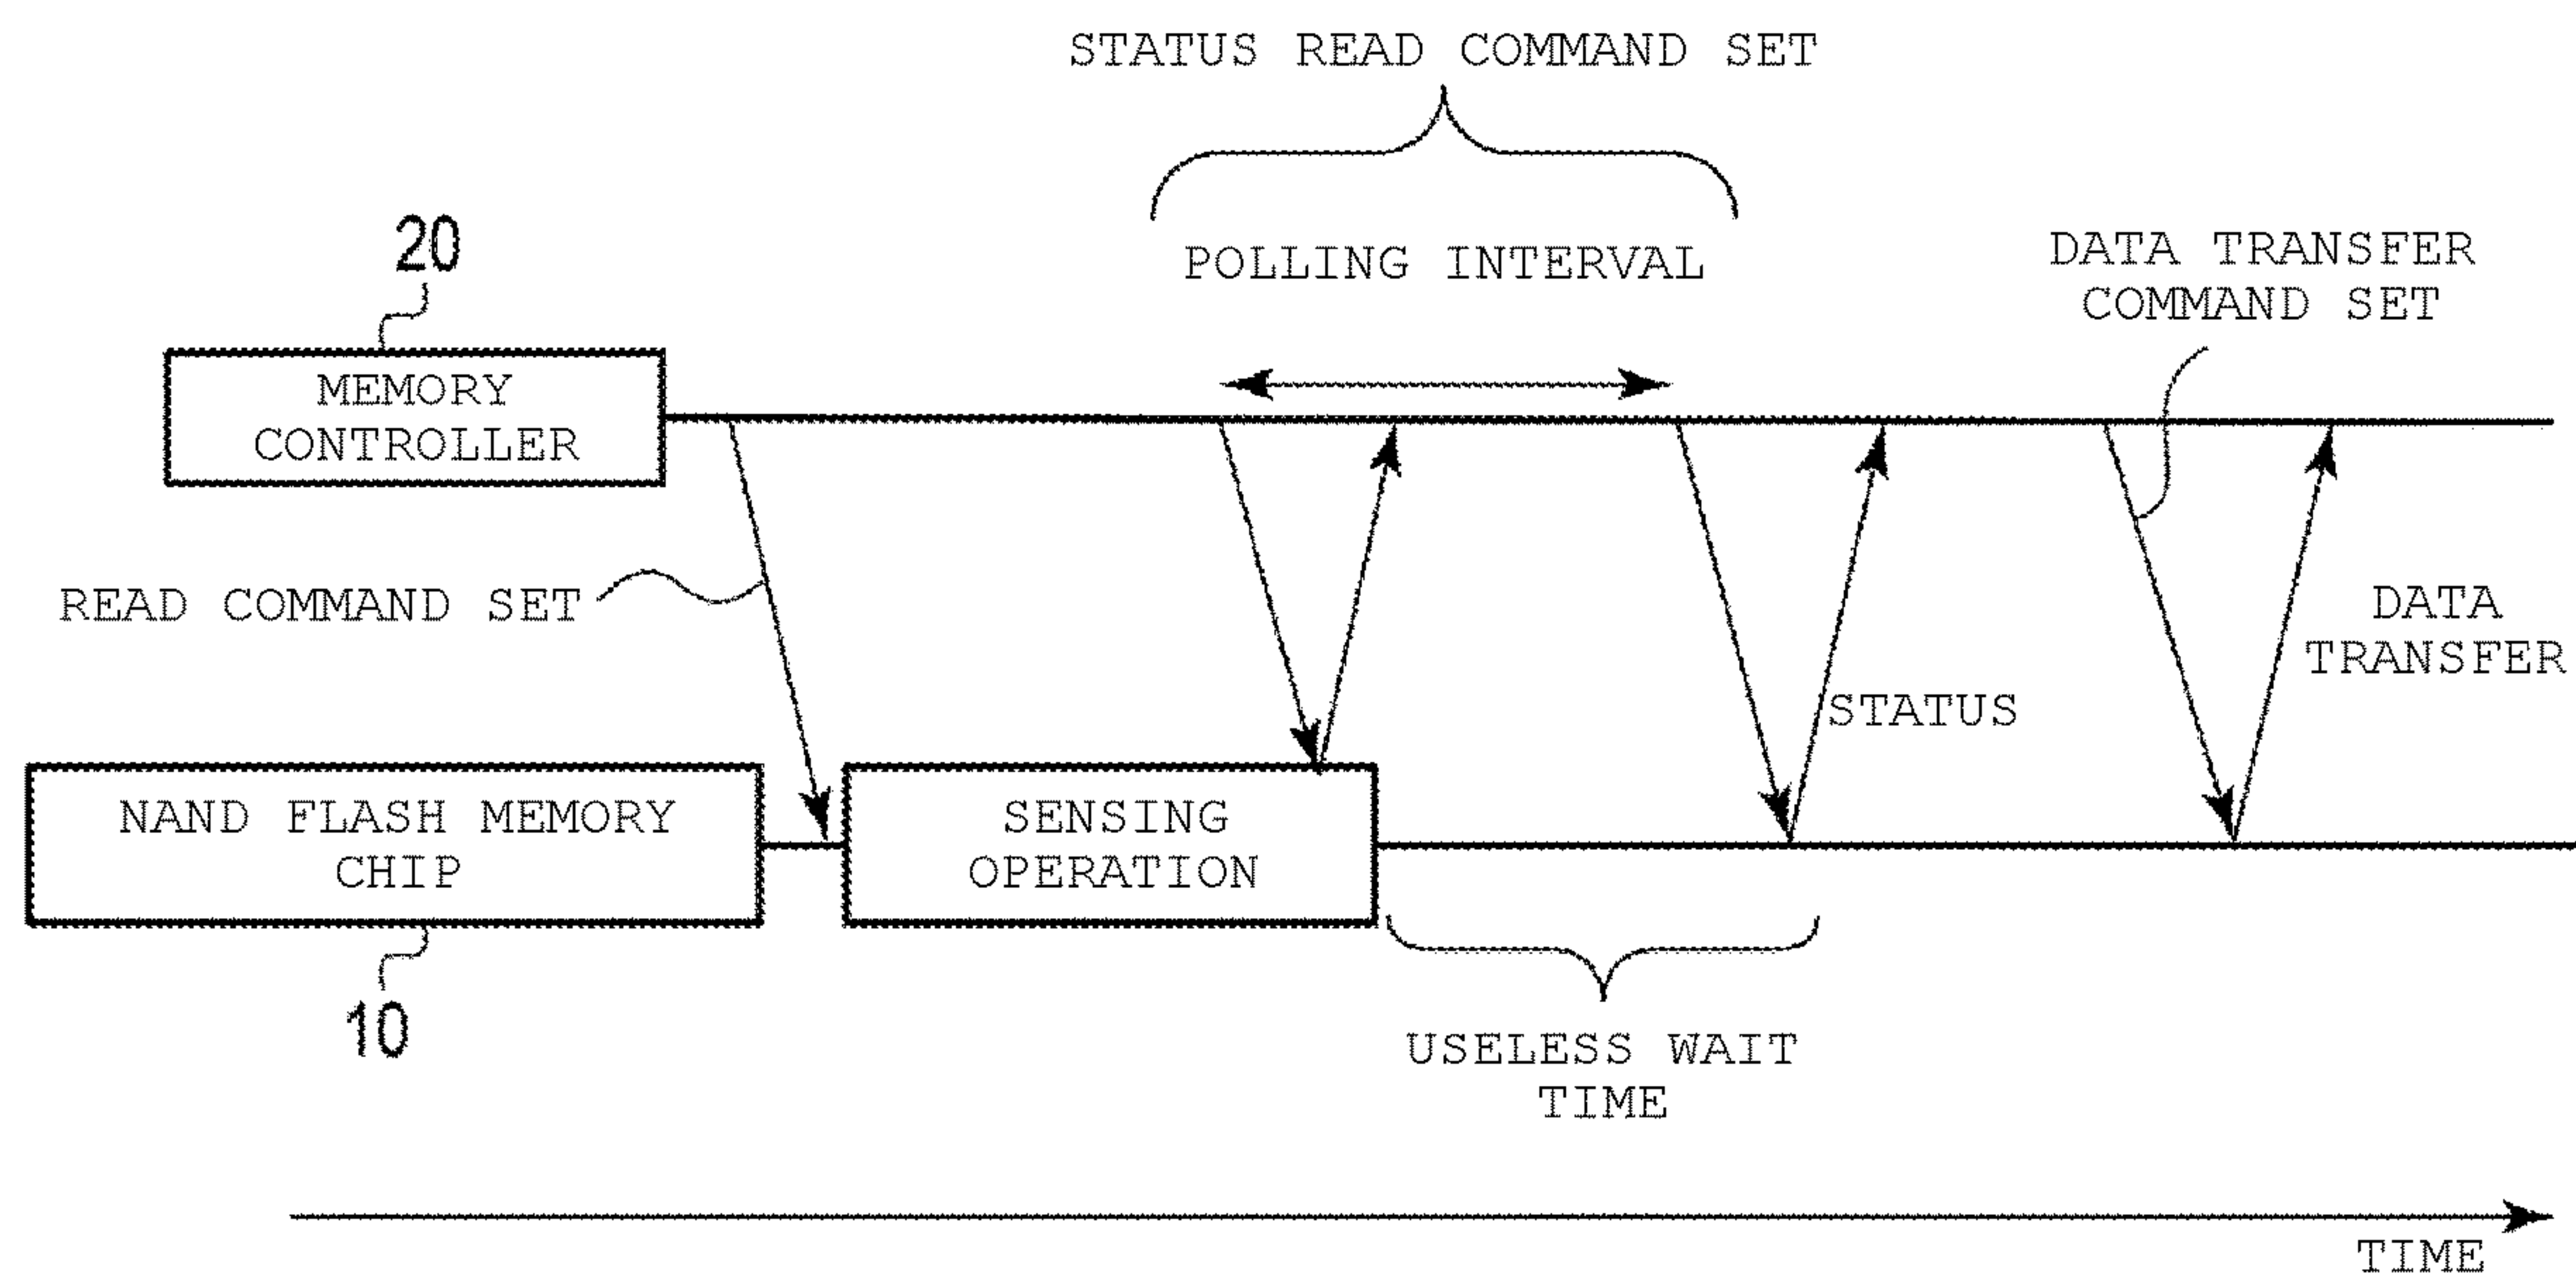 STATUS READ COMMAND SET
20
POLLING INTERVAL
DATA TRANSFER
COMMAND SET
MEMORY
CONTROLLER
READ COMMAND SET
DATA
TRANSFER
STATUS
NAND FLASH MEMORY
CHIP
SENSING
OPERATION
10
USELESS WAIT
TIME
TIME